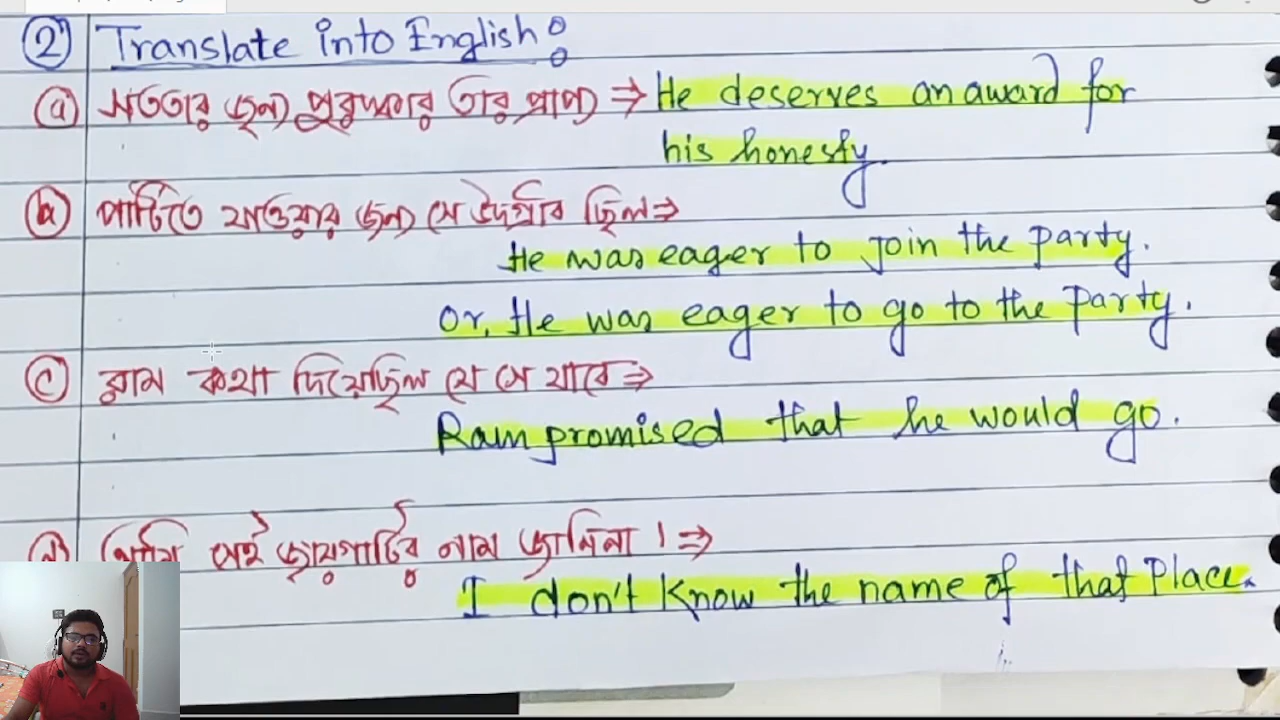 ② Translate into English:
ⓐ সততার জন্য পুরুষ্কার তার প্রাপ্য ⇒ He deserves an award for
his honesty.
ⓑ পার্টিতে যাওয়ার জন্য সে উদগ্রীব ছিল ⇒
He was eager to Join the party.
or, He was eager to go to the party.
ⓒ রাম কথা দিয়েছিল যে সে যাবে ⇒
Ram promised that he would go.
সেই জায়গাটির নাম জানিনা । ⇒
I don't know the name of that Place.